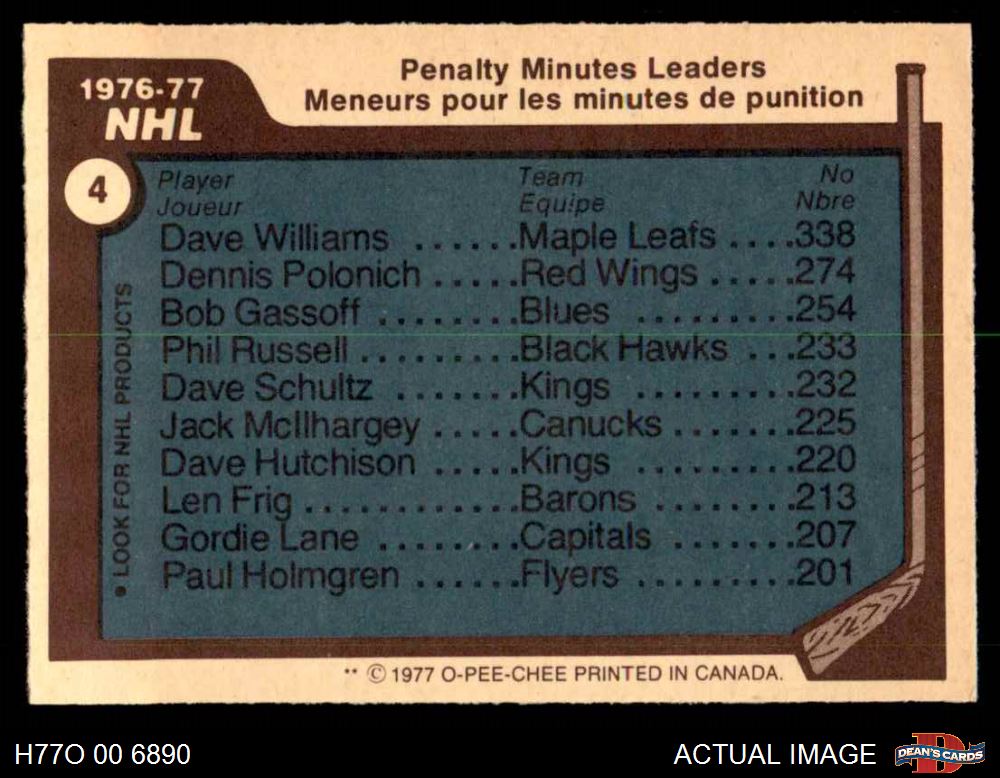 1976-77
NHL
Penalty Minutes Leaders
Meneurs pour les minutes de punition
4
Player Team No
Joueur Equipe Nbre
Dave Williams ......Maple Leafs ....338
Dennis Polonich .....Red Wings .....274
Bob Gassoff ........Blues .........254
Phil Russell .........Black Hawks ...233
Dave Schultz .......Kings .........232
Jack McIlhargey .....Canucks .......225
Dave Hutchison .....Kings .........220
Len Frig ............Barons ........213
Gordie Lane ........Capitals .......207
Paul Holmgren ......Flyers .........201
• LOOK FOR NHL PRODUCTS
** © 1977 O-PEE-CHEE PRINTED IN CANADA.
H77O 00 6890
ACTUAL IMAGE
D
DEAN'S CARDS